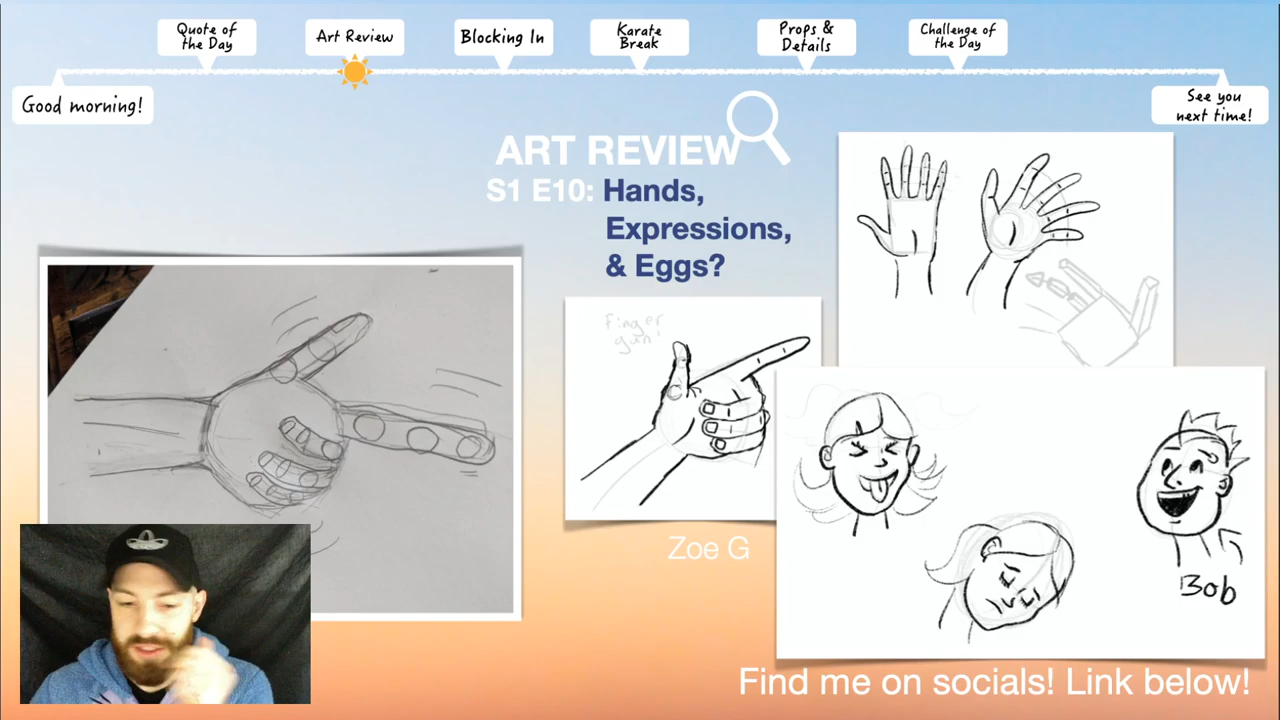 Quote of
the Day
Art Review
Blocking In
Karate
Break
Props &
Details
Challenge of
the Day
Good morning!
See you
next time!
ART REVIEW
S1 E10: Hands,
Expressions,
& Eggs?
finger
gun!
Zoe G
Bob
Find me on socials! Link below!